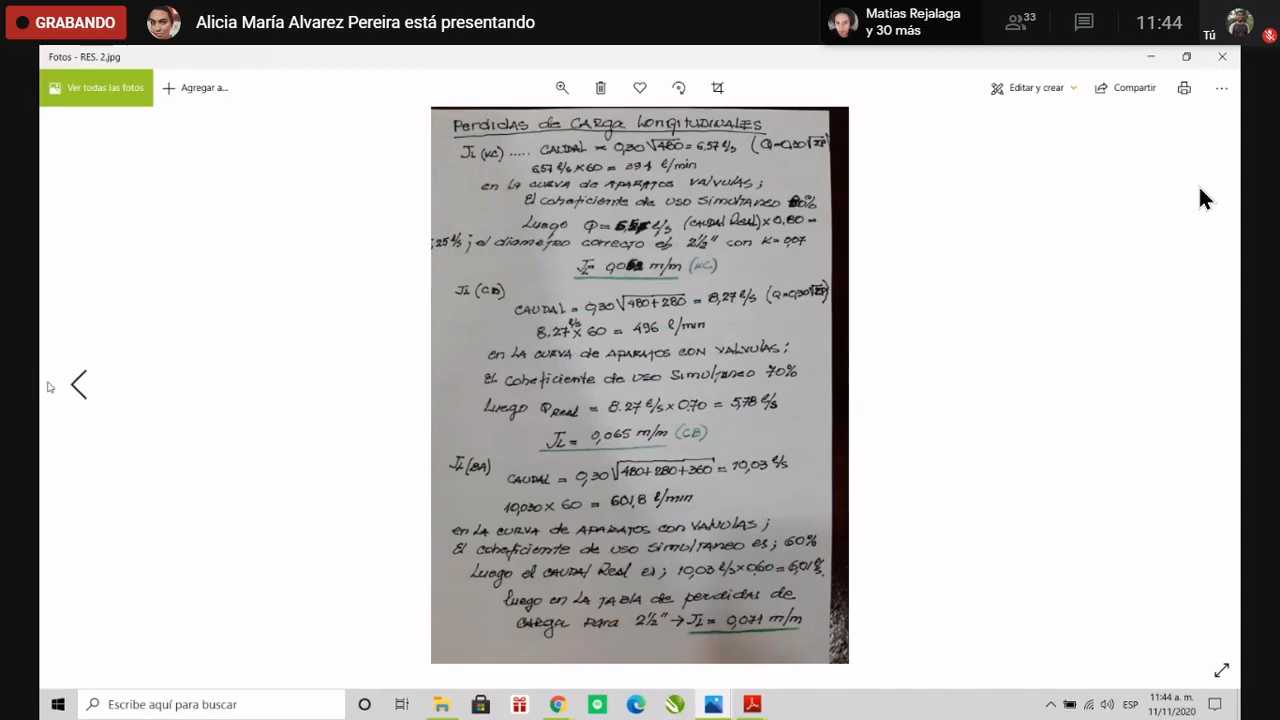 GRABANDO
Alicia María Alvarez Pereira está presentando
Matias Rejalaga
y 30 más
33
11:44
Tú
Fotos - RES. 2.jpg
Ver todas las fotos
Agregar a...
Editar y crear
Compartir
Perdidas de CARGA LONGITUDINALES
JL (KC) ..... CAUDAL = 0,30√480 = 6,57 ℓ/s (Q=0,30√ΣP)
6,57 ℓ/s x 60 = 394 ℓ/min
en LA CURVA de APARATOS VALVULAS;
El coheficiente de uso simultaneo 80%
Luego Q = ℓ/s (CAUDAL Real) x 0,80 =
,25 ℓ/s; el diametro correcto es 2½" con K = 0,07
JL = m/m (KC)
JL (CB)
CAUDAL = 0,30√480+280 = 8,27 ℓ/s (Q=0,30√ΣP)
8.27 ℓ/s x 60 = 496 ℓ/min
en LA CURVA de APARATOS CON VALVULAS;
El coheficiente de uso simultaneo 70%
Luego Q REAL = 8.27 ℓ/s x 0.70 = 5,78 ℓ/s
JL = 0,065 m/m (CB)
JL (BA)
CAUDAL = 0,30√480+280+360 = 10,03 ℓ/s
10,030 x 60 = 601,8 ℓ/min
en LA CURVA de APARATOS con VALVULAS;
El coheficiente de uso simultaneo es; 60%
Luego el CAUDAL Real es; 10,03 ℓ/s x 0,60 = 6,01 ℓ/s.
luego en LA TABLA de perdidas de
CARGA PARA 2½" → JL = 0,071 m/m
Escribe aquí para buscar
ESP
11:44 a. m.
11/11/2020